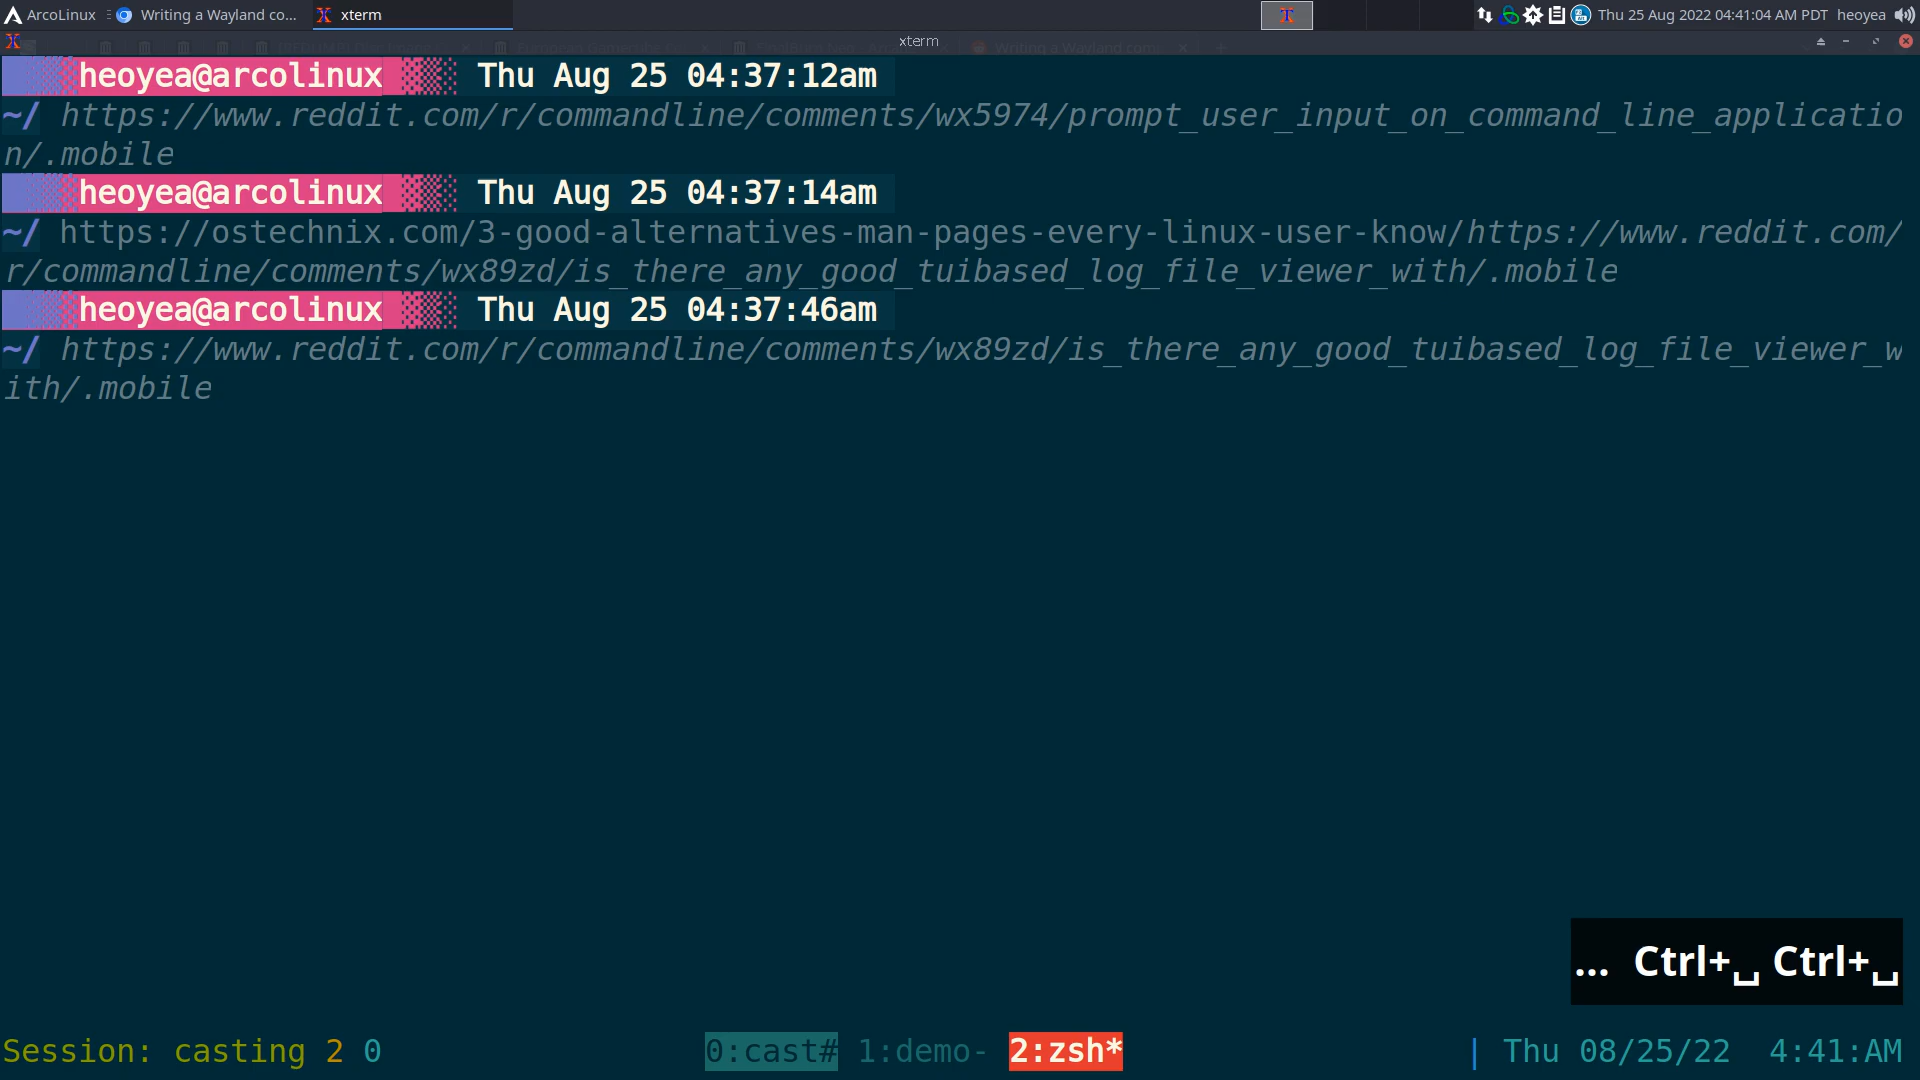 ArcoLinux Writing a Wayland co... xterm Thu 25 Aug 2022 04:41:04 AM PDT heoyea
xterm
heoyea@arcolinux Thu Aug 25 04:37:12am
~/ https://www.reddit.com/r/commandline/comments/wx5974/prompt_user_input_on_command_line_applicatio
n/.mobile
heoyea@arcolinux Thu Aug 25 04:37:14am
~/ https://ostechnix.com/3-good-alternatives-man-pages-every-linux-user-know/https://www.reddit.com/
r/commandline/comments/wx89zd/is_there_any_good_tuibased_log_file_viewer_with/.mobile
heoyea@arcolinux Thu Aug 25 04:37:46am
~/ https://www.reddit.com/r/commandline/comments/wx89zd/is_there_any_good_tuibased_log_file_viewer_w
ith/.mobile
... Ctrl+␣ Ctrl+␣
Session: casting 2 0 0:cast# 1:demo- 2:zsh* | Thu 08/25/22 4:41:AM